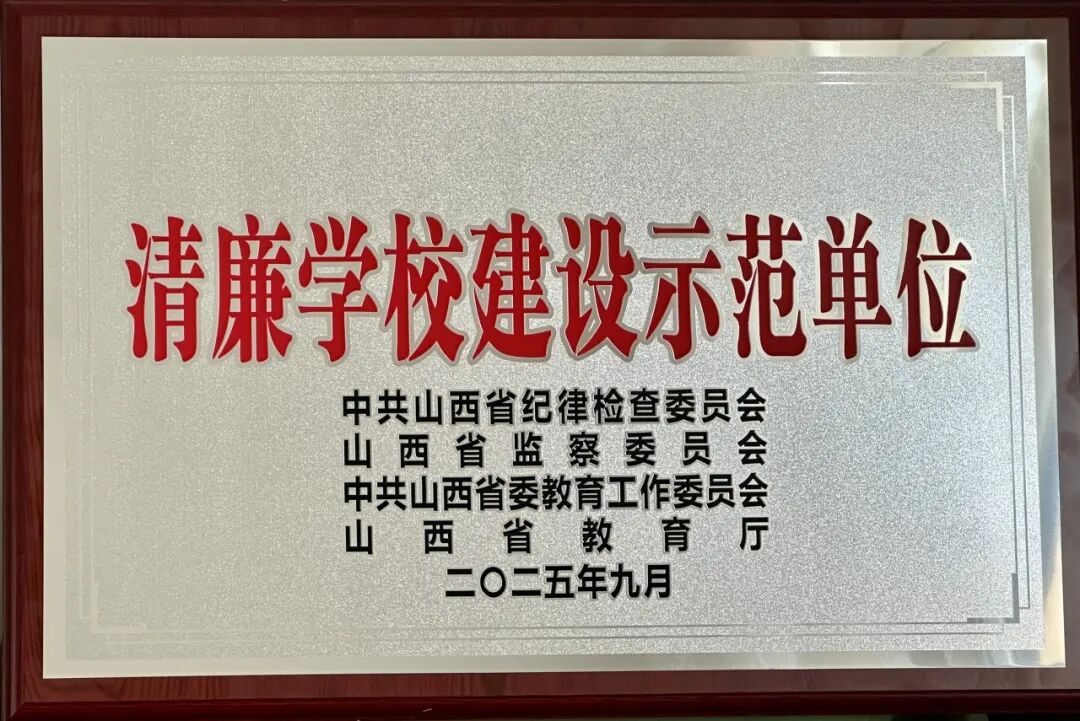 清廉学校建设示范单位
中共山西省纪律检查委员会
山西省监察委员会
中共山西省委教育工作委员会
山西省教育厅
二〇二五年九月